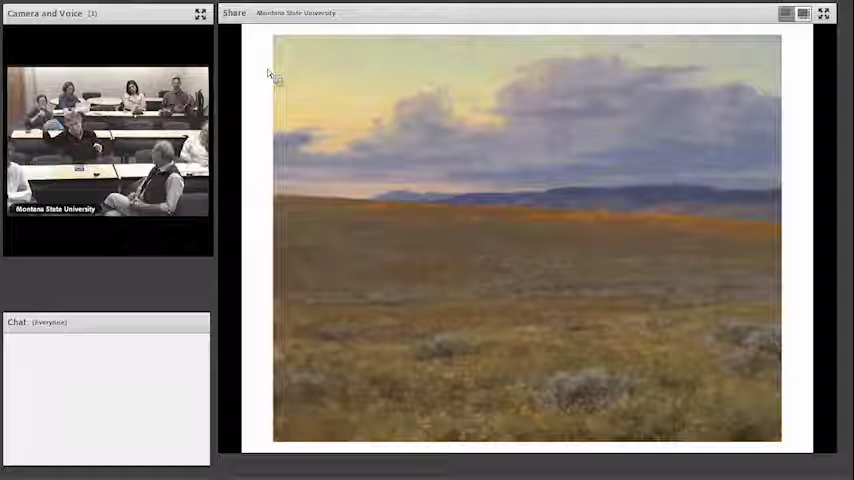 Camera and Voice (1)
Share Montana State University
Montana State University
Chat (Everyone)